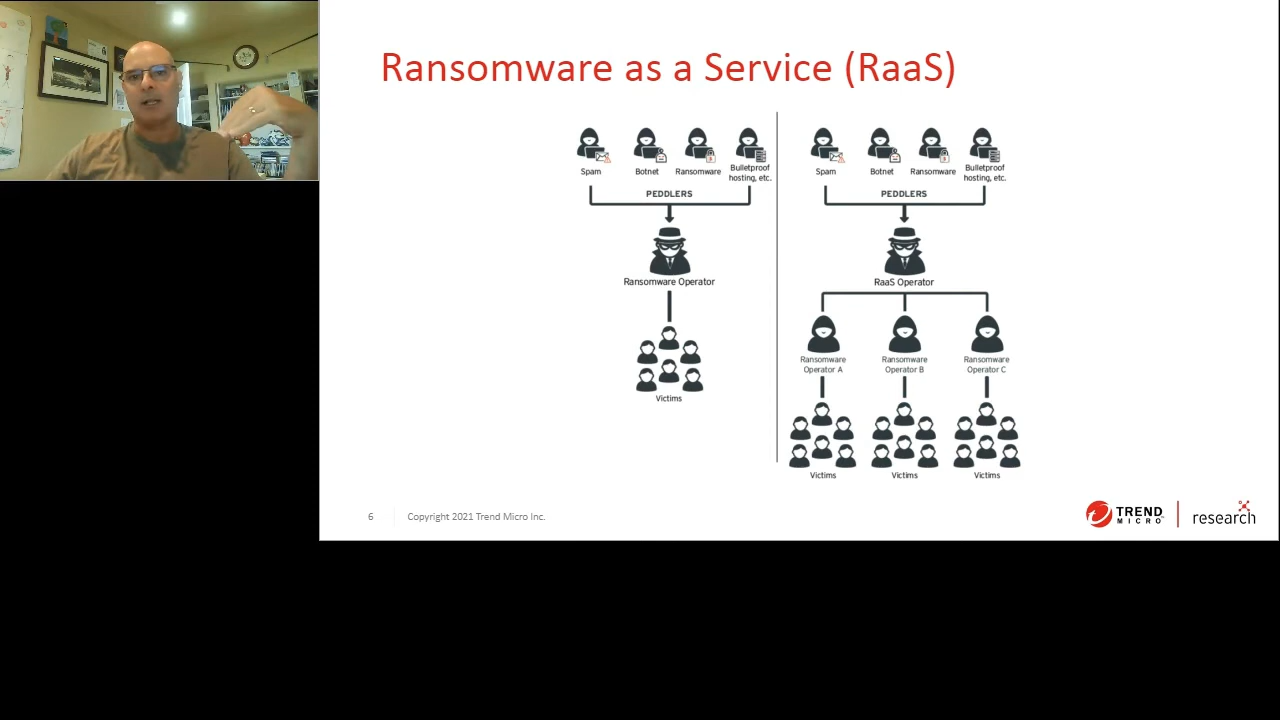 Ransomware as a Service (RaaS)
Spam
Botnet
Ransomware
Bulletproof
hosting, etc.
PEDDLERS
Ransomware Operator
Victims
Spam
Botnet
Ransomware
Bulletproof
hosting, etc.
PEDDLERS
RaaS Operator
Ransomware
Operator A
Ransomware
Operator B
Ransomware
Operator C
Victims
Victims
Victims
6
Copyright 2021 Trend Micro Inc.
TREND
MICRO
research